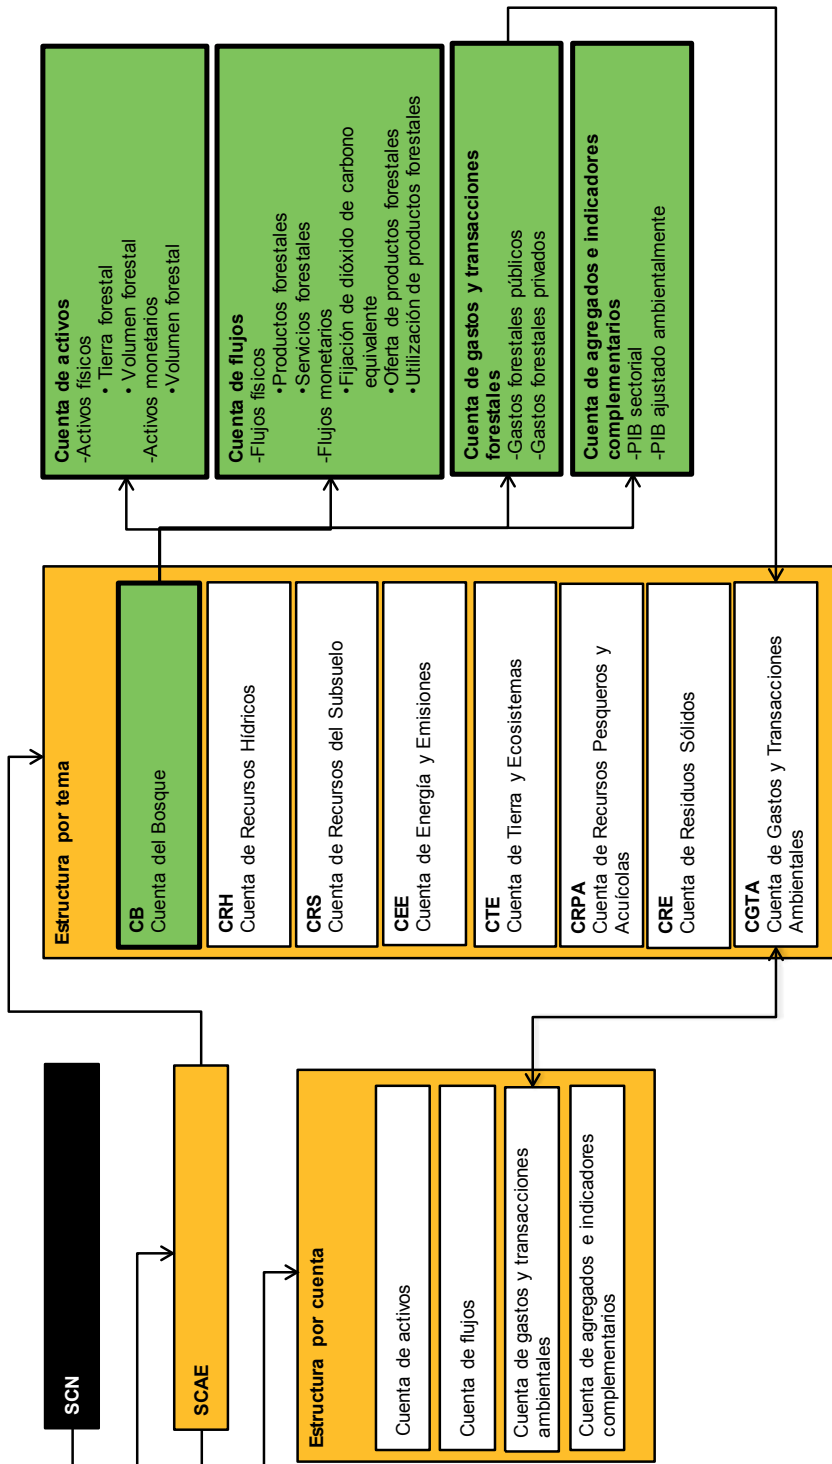 SCN
SCAE
Estructura por cuenta
Cuenta de activos
Cuenta de flujos
Cuenta de gastos y transacciones
ambientales
Cuenta de agregados e indicadores
complementarios
Estructura por tema
CB
Cuenta del Bosque
CRH
Cuenta de Recursos Hídricos
CRS
Cuenta de Recursos del Subsuelo
CEE
Cuenta de Energía y Emisiones
CTE
Cuenta de Tierra y Ecosistemas
CRPA
Cuenta de Recursos Pesqueros y
Acuícolas
CRE
Cuenta de Residuos Sólidos
CGTA
Cuenta de Gastos y Transacciones
Ambientales
Cuenta de activos
-Activos físicos
• Tierra forestal
• Volumen forestal
-Activos monetarios
• Volumen forestal
Cuenta de flujos
-Flujos físicos
• Productos forestales
• Servicios forestales
-Flujos monetarios
• Fijación de dióxido de carbono
equivalente
• Oferta de productos forestales
• Utilización de productos forestales
Cuenta de gastos y transacciones
forestales
-Gastos forestales públicos
-Gastos forestales privados
Cuenta de agregados e indicadores
complementarios
-PIB sectorial
-PIB ajustado ambientalmente